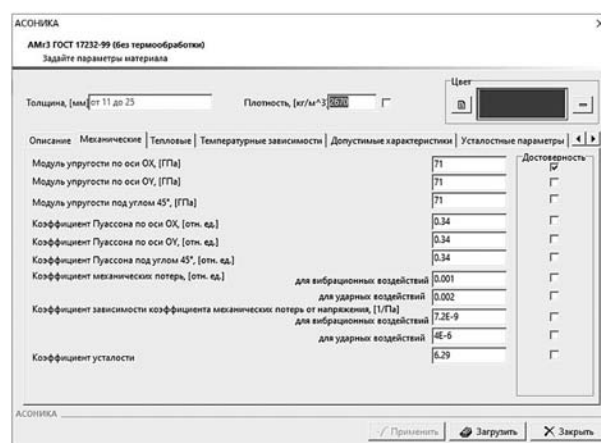 АСОНИКА
АМг3 ГОСТ 17232-99 (без термообработки)
Задайте параметры материала
Цвет
Толщина, [мм] от 11 до 25 Плотность, [кг/м^3] 2670
Описание Механические Тепловые Температурные зависимости Допустимые характеристики Усталостные параметры
Достоверность
Модуль упругости по оси OX, [ГПа] 71
Модуль упругости по оси OY, [ГПа] 71
Модуль упругости под углом 45°, [ГПа] 71
Коэффициент Пуассона по оси OX, [отн. ед.] 0.34
Коэффициент Пуассона по оси OY, [отн. ед.] 0.34
Коэффициент Пуассона под углом 45°, [отн. ед.] 0.34
Коэффициент механических потерь, [отн. ед.]
для вибрационных воздействий 0.001
для ударных воздействий 0.002
Коэффициент зависимости коэффициента механических потерь от напряжения, [1/Па]
для вибрационных воздействий 7.2E-9
для ударных воздействий 4E-6
Коэффициент усталости 6.29
АСОНИКА
Применить Загрузить Закрыть